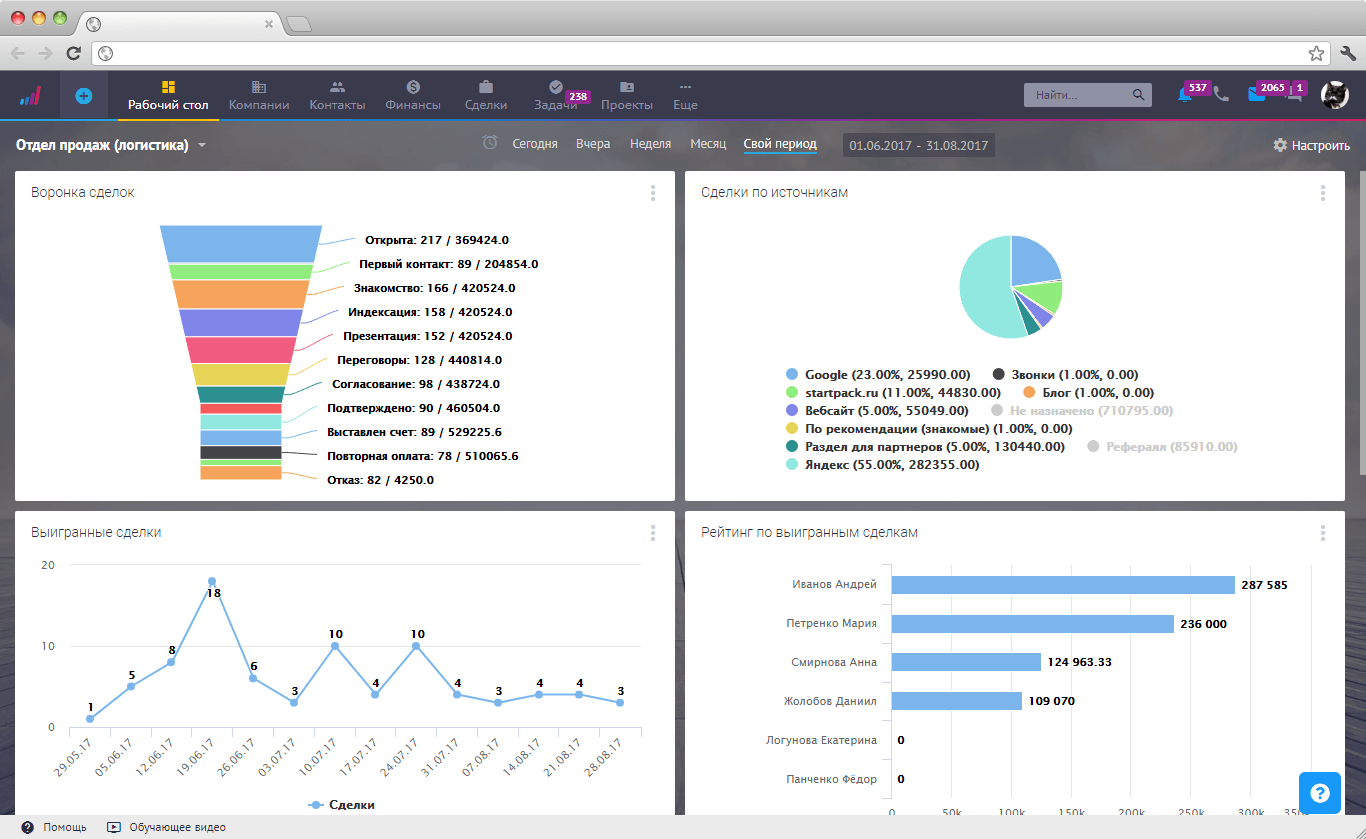 Рабочий стол
Компании
Контакты
Финансы
Сделки
Задачи
238
Проекты
Еще
Найти...
537
2065
1
Отдел продаж (логистика)
Сегодня
Вчера
Неделя
Месяц
Свой период
01.06.2017 - 31.08.2017
Настроить
Воронка сделок
Открыта: 217 / 369424.0
Первый контакт: 89 / 204854.0
Знакомство: 166 / 420524.0
Индексация: 158 / 420524.0
Презентация: 152 / 420524.0
Переговоры: 128 / 440814.0
Согласование: 98 / 438724.0
Подтверждено: 90 / 460504.0
Выставлен счет: 89 / 529225.6
Повторная оплата: 78 / 510065.6
Отказ: 82 / 4250.0
Сделки по источникам
Google (23.00%, 25990.00)
Звонки (1.00%, 0.00)
startpack.ru (11.00%, 44830.00)
Блог (1.00%, 0.00)
Вебсайт (5.00%, 55049.00)
Не назначено (710795.00)
По рекомендации (знакомые) (1.00%, 0.00)
Раздел для партнеров (5.00%, 130440.00)
Рефералл (85910.00)
Яндекс (55.00%, 282355.00)
Выигранные сделки
20
10
0
1
5
8
18
6
3
10
4
10
4
3
4
4
3
29.05.17
05.06.17
12.06.17
19.06.17
26.06.17
03.07.17
10.07.17
17.07.17
24.07.17
31.07.17
07.08.17
14.08.17
21.08.17
28.08.17
Сделки
Рейтинг по выигранным сделкам
Иванов Андрей
287 585
Петренко Мария
236 000
Смирнова Анна
124 963.33
Жолобов Даниил
109 070
Логунова Екатерина
0
Панченко Фёдор
0
0
50k
100k
150k
200k
250k
300k
350k
Помощь
Обучающее видео